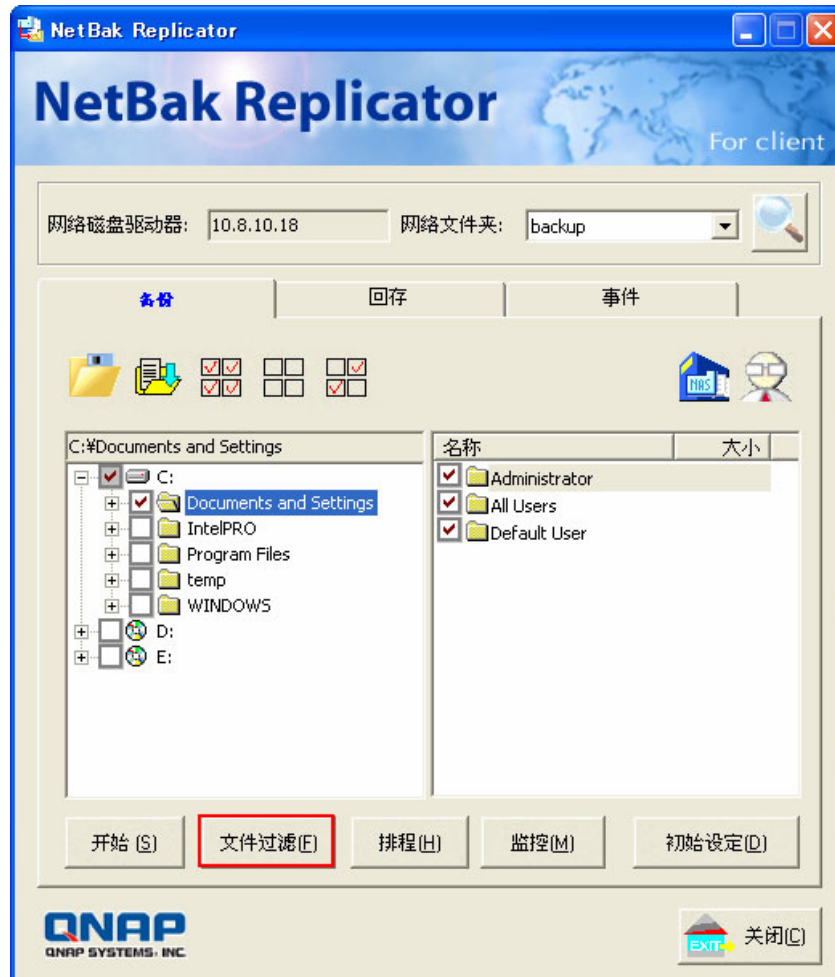 NetBak Replicator
NetBak Replicator
For client
网络磁盘驱动器: 10.8.10.18 网络文件夹: backup
备份 回存 事件
NAS
C:¥Documents and Settings
C:
Documents and Settings
IntelPRO
Program Files
temp
WINDOWS
D:
E:
名称 大小
Administrator
All Users
Default User
开始 (S) 文件过滤(F) 排程(H) 监控(M) 初始设定(D)
QNAP
QNAP SYSTEMS, INC
EXIT 关闭(C)